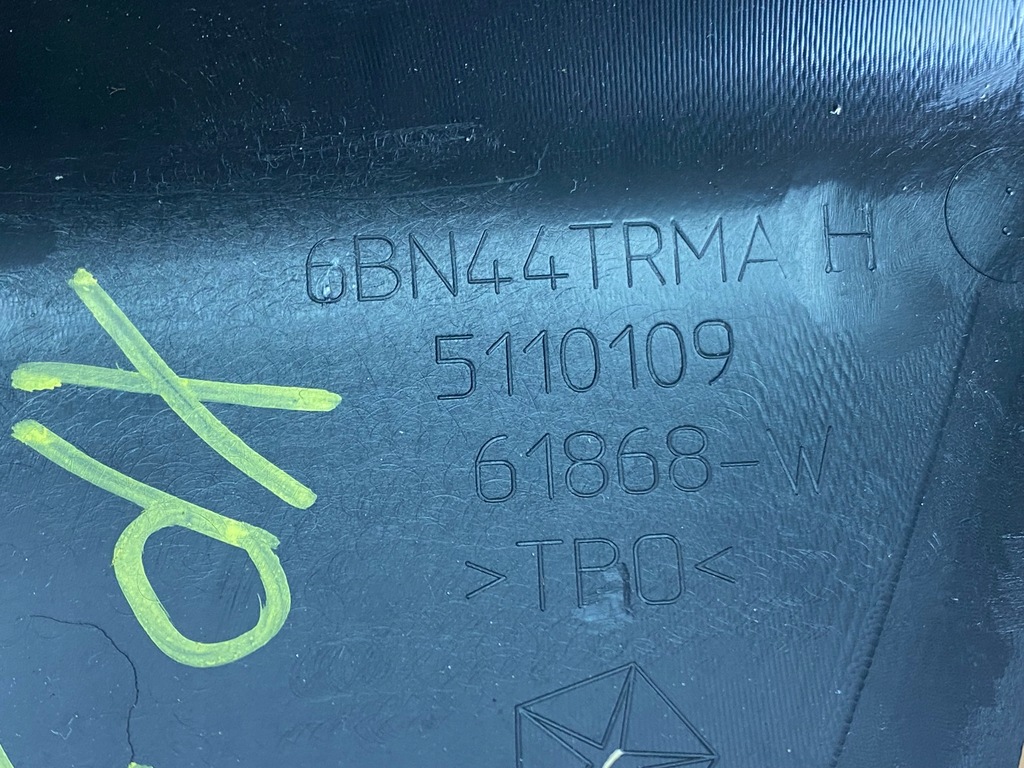 6BN44TRMA H
5110109
61868-W
>TPO<